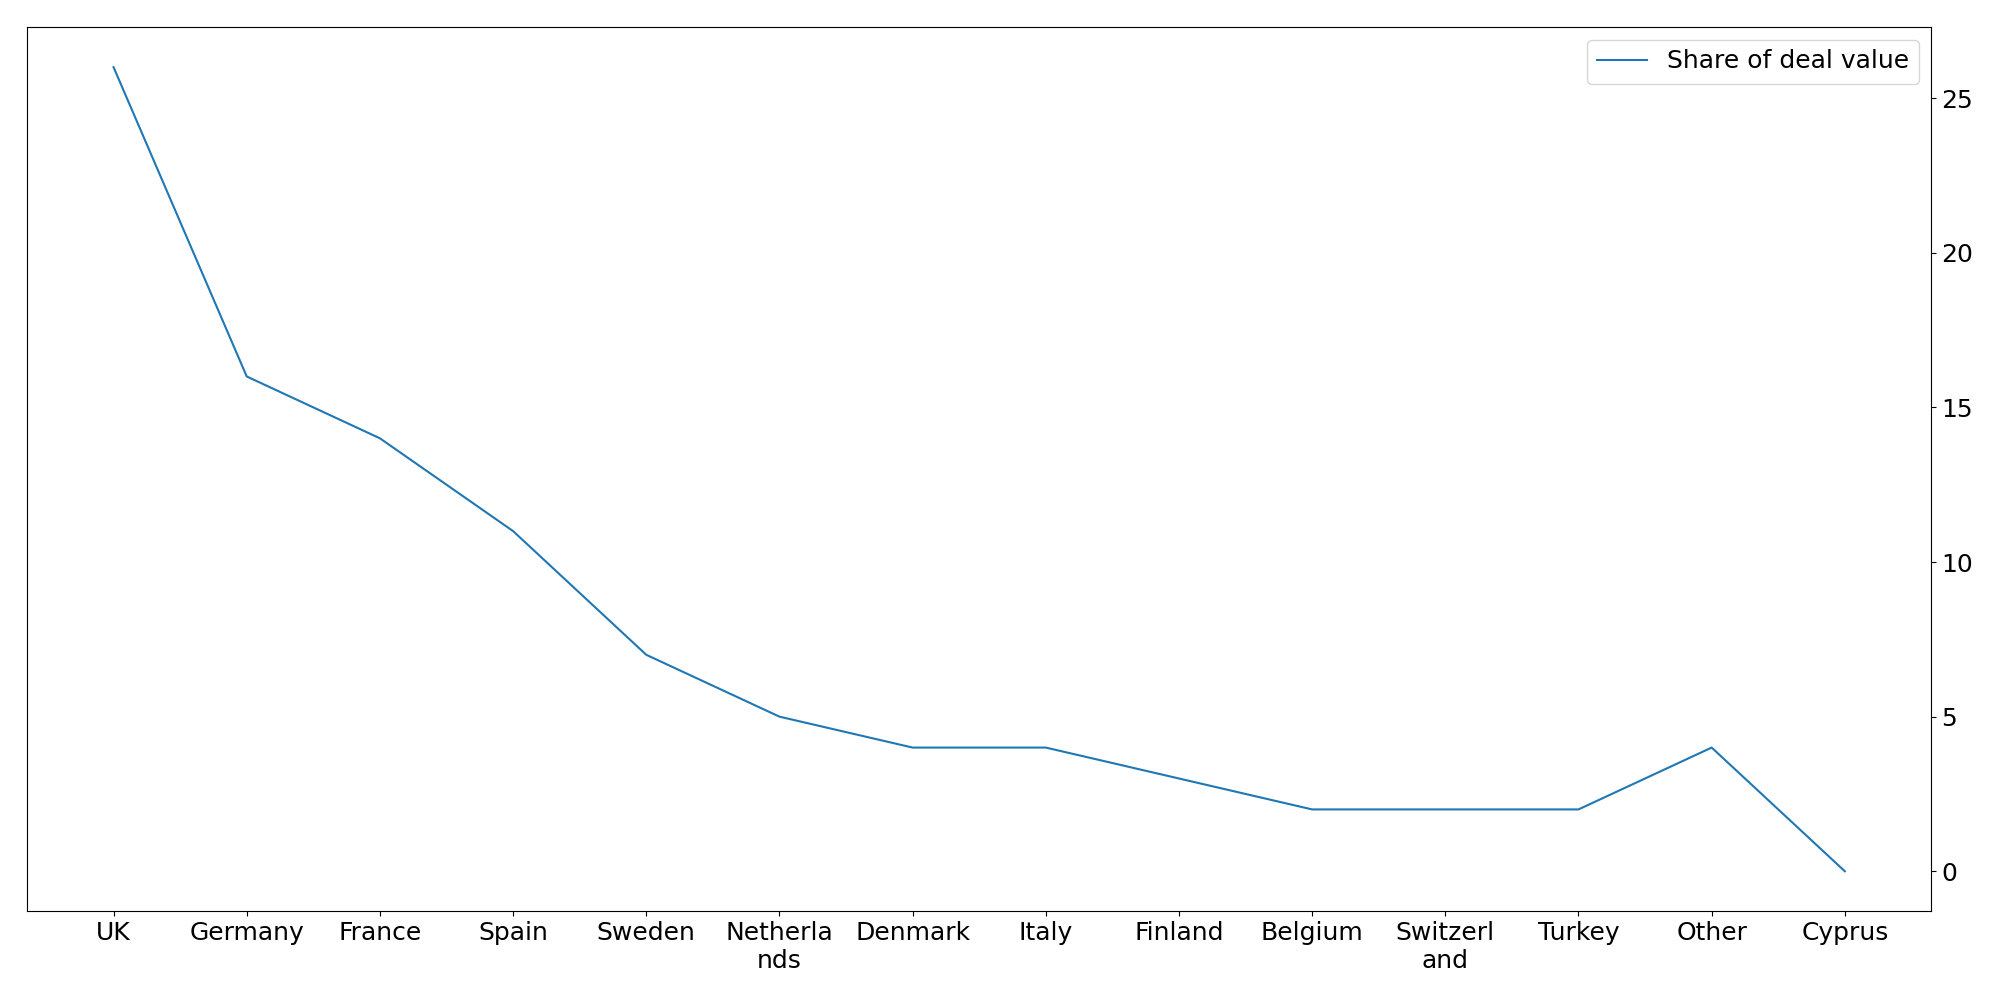 Share of deal value
25
20
15
10
5
0
UK Germany France Spain Sweden Netherla Denmark Italy Finland Belgium Switzerl Turkey Other Cyprus
nds and